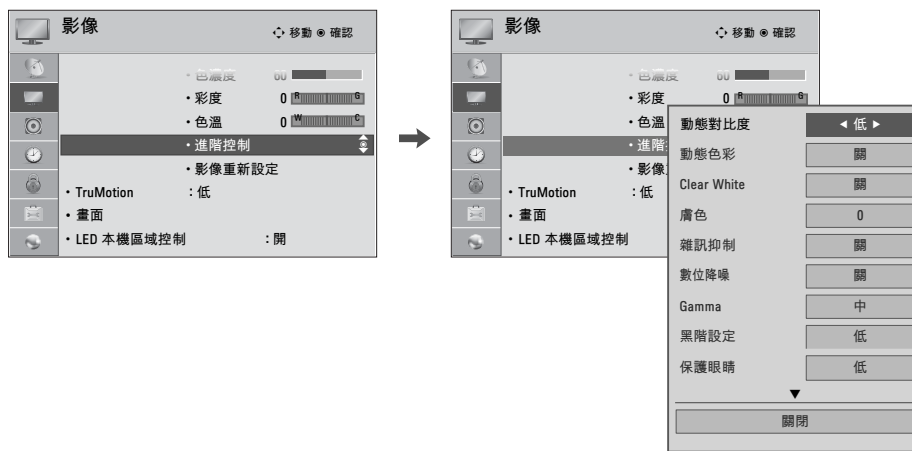 影像 移動 確認
• 色濃度 60
• 彩度 0 R G
• 色溫 0 W C
• 進階控制
• 影像重新設定
• TruMotion : 低
• 畫面
• LED 本機區域控制 : 開
影像 移動 確認
• 色濃度 60
• 彩度 0 R G
• 色溫
• 進階
• 影像
• TruMotion : 低
• 畫面
• LED 本機區域控制
動態對比度 ◀ 低 ▶
動態色彩 關
Clear White 關
膚色 0
雜訊抑制 關
數位降噪 關
Gamma 中
黑階設定 低
保護眼睛 低
▼
關閉